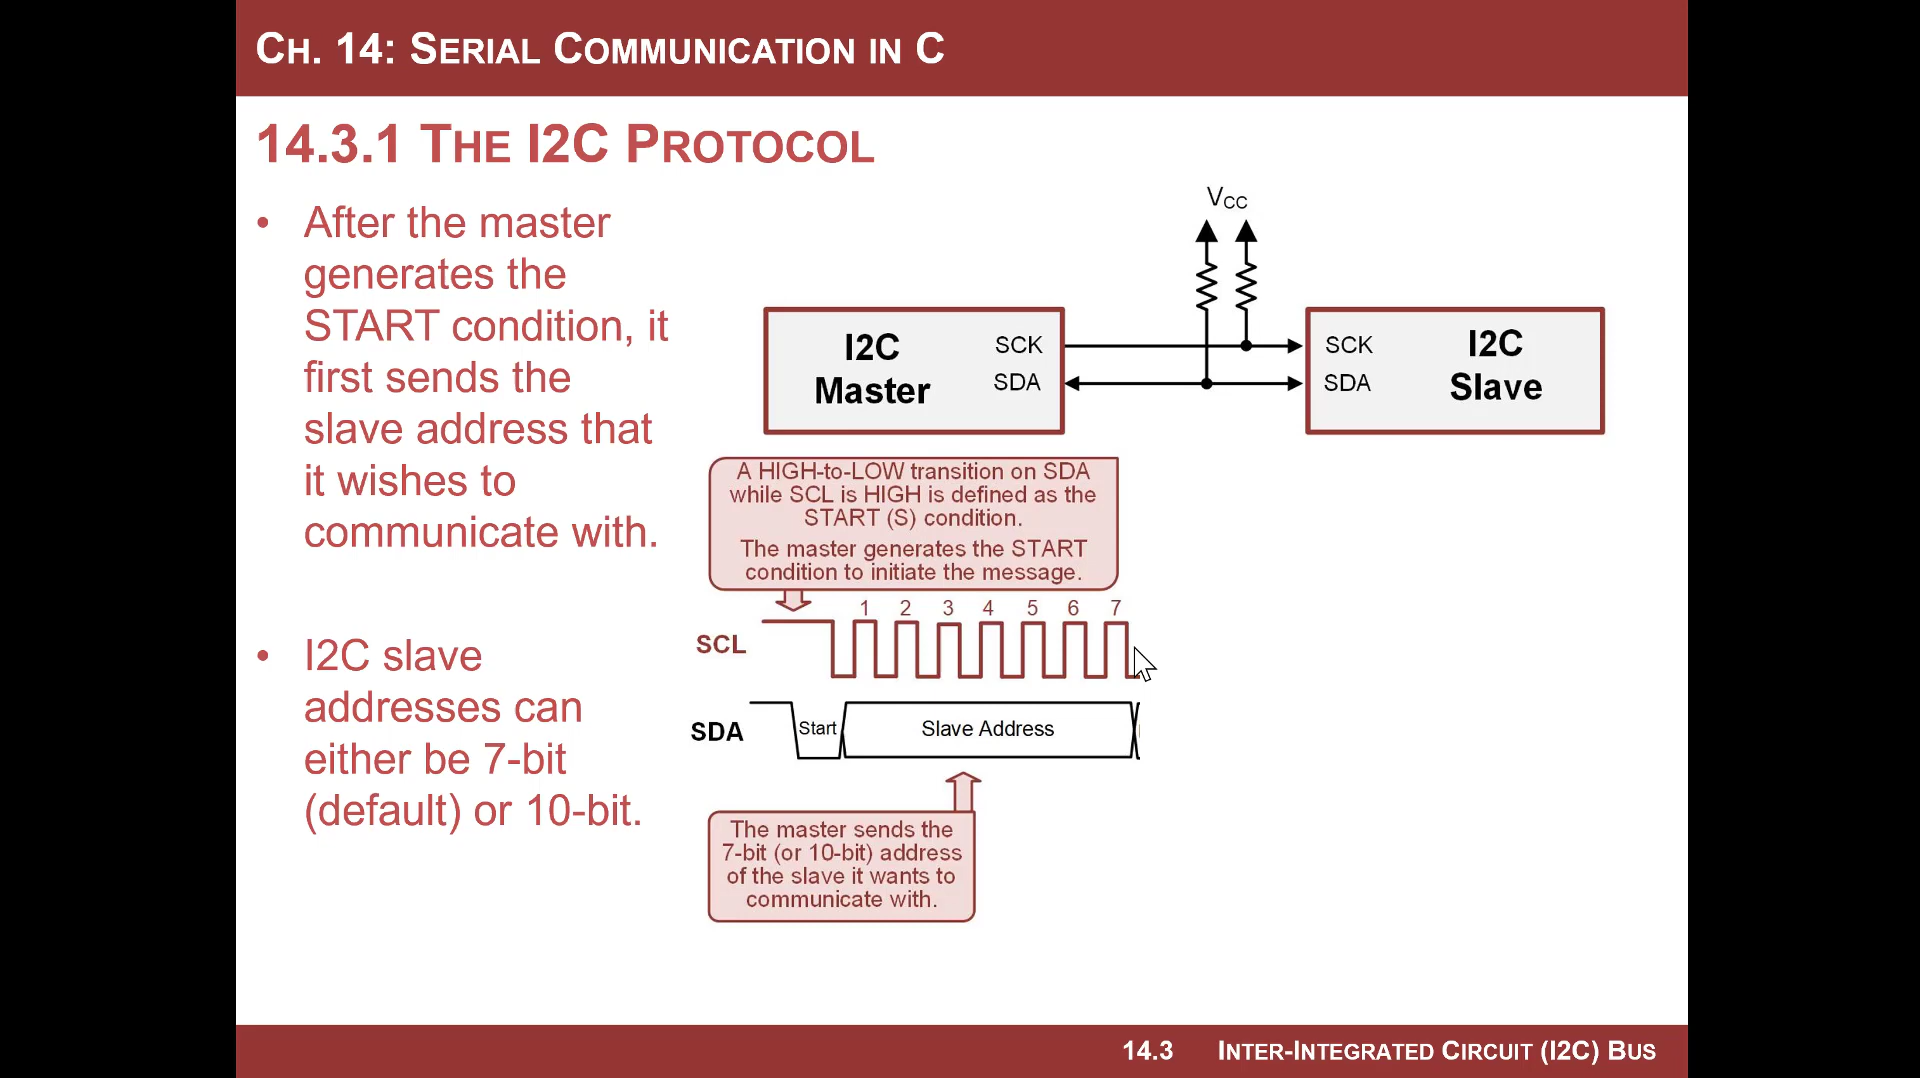 CH. 14: SERIAL COMMUNICATION IN C
14.3.1 THE I2C PROTOCOL
• After the master
generates the
START condition, it
first sends the
slave address that
it wishes to
communicate with.
• I2C slave
addresses can
either be 7-bit
(default) or 10-bit.
VCC
I2C
Master
SCK
SDA
SCK
SDA
I2C
Slave
A HIGH-to-LOW transition on SDA
while SCL is HIGH is defined as the
START (S) condition.
The master generates the START
condition to initiate the message.
1 2 3 4 5 6 7
SCL
SDA
Start
Slave Address
The master sends the
7-bit (or 10-bit) address
of the slave it wants to
communicate with.
14.3 INTER-INTEGRATED CIRCUIT (I2C) BUS